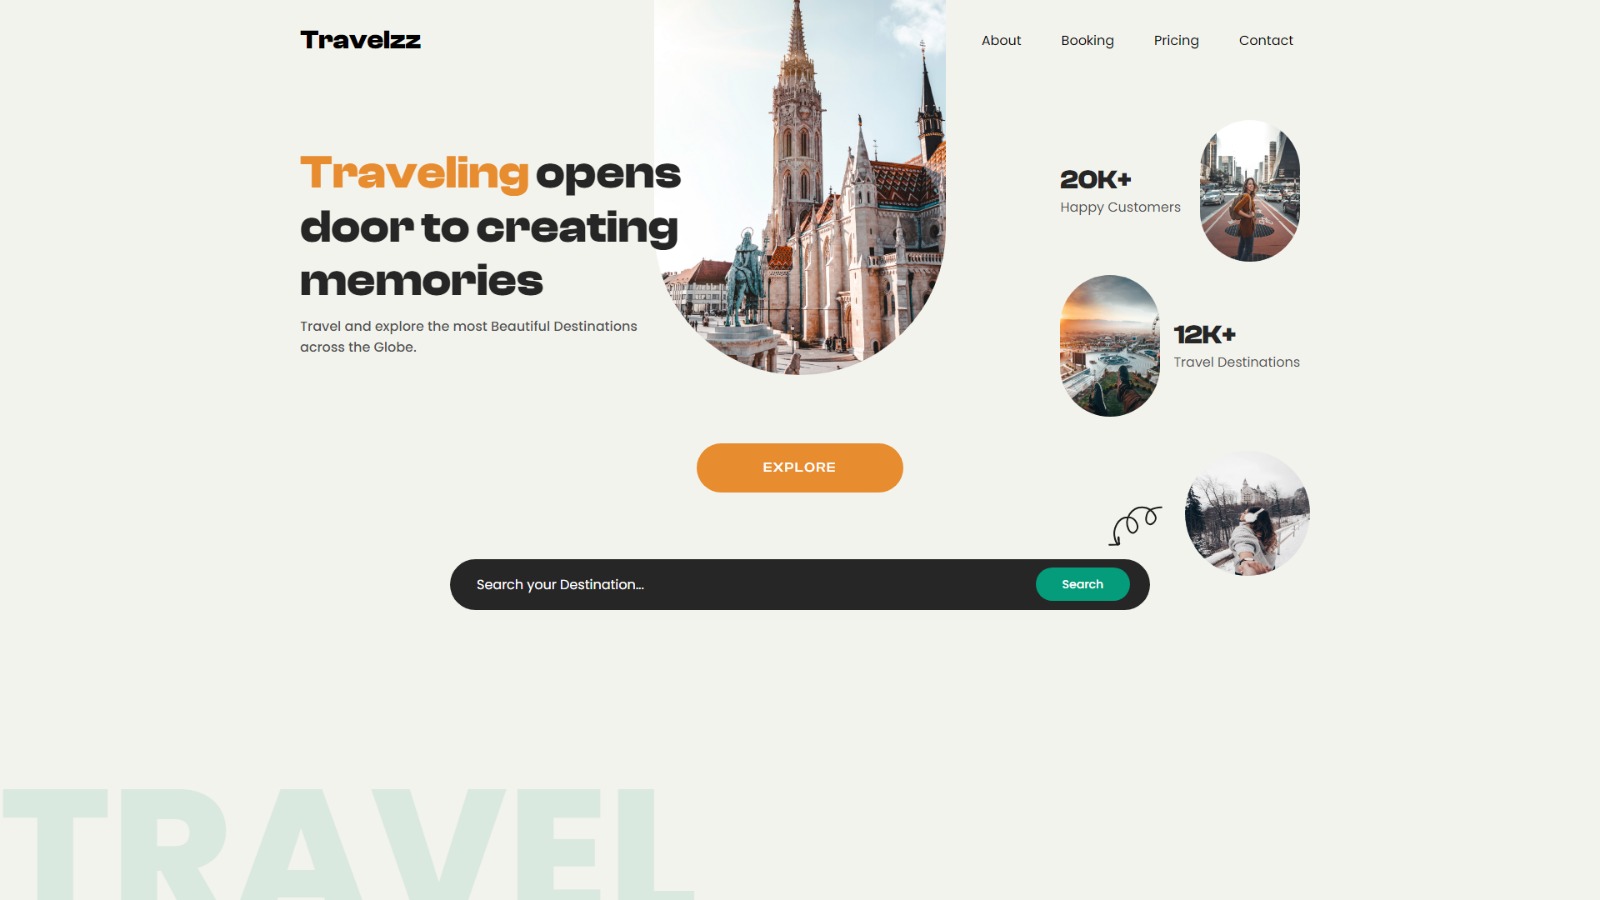 Travelzz
About
Booking
Pricing
Contact
Traveling opens
door to creating
memories
Travel and explore the most Beautiful Destinations
across the Globe.
20K+
Happy Customers
12K+
Travel Destinations
EXPLORE
Search your Destination...
Search
TRAVEL